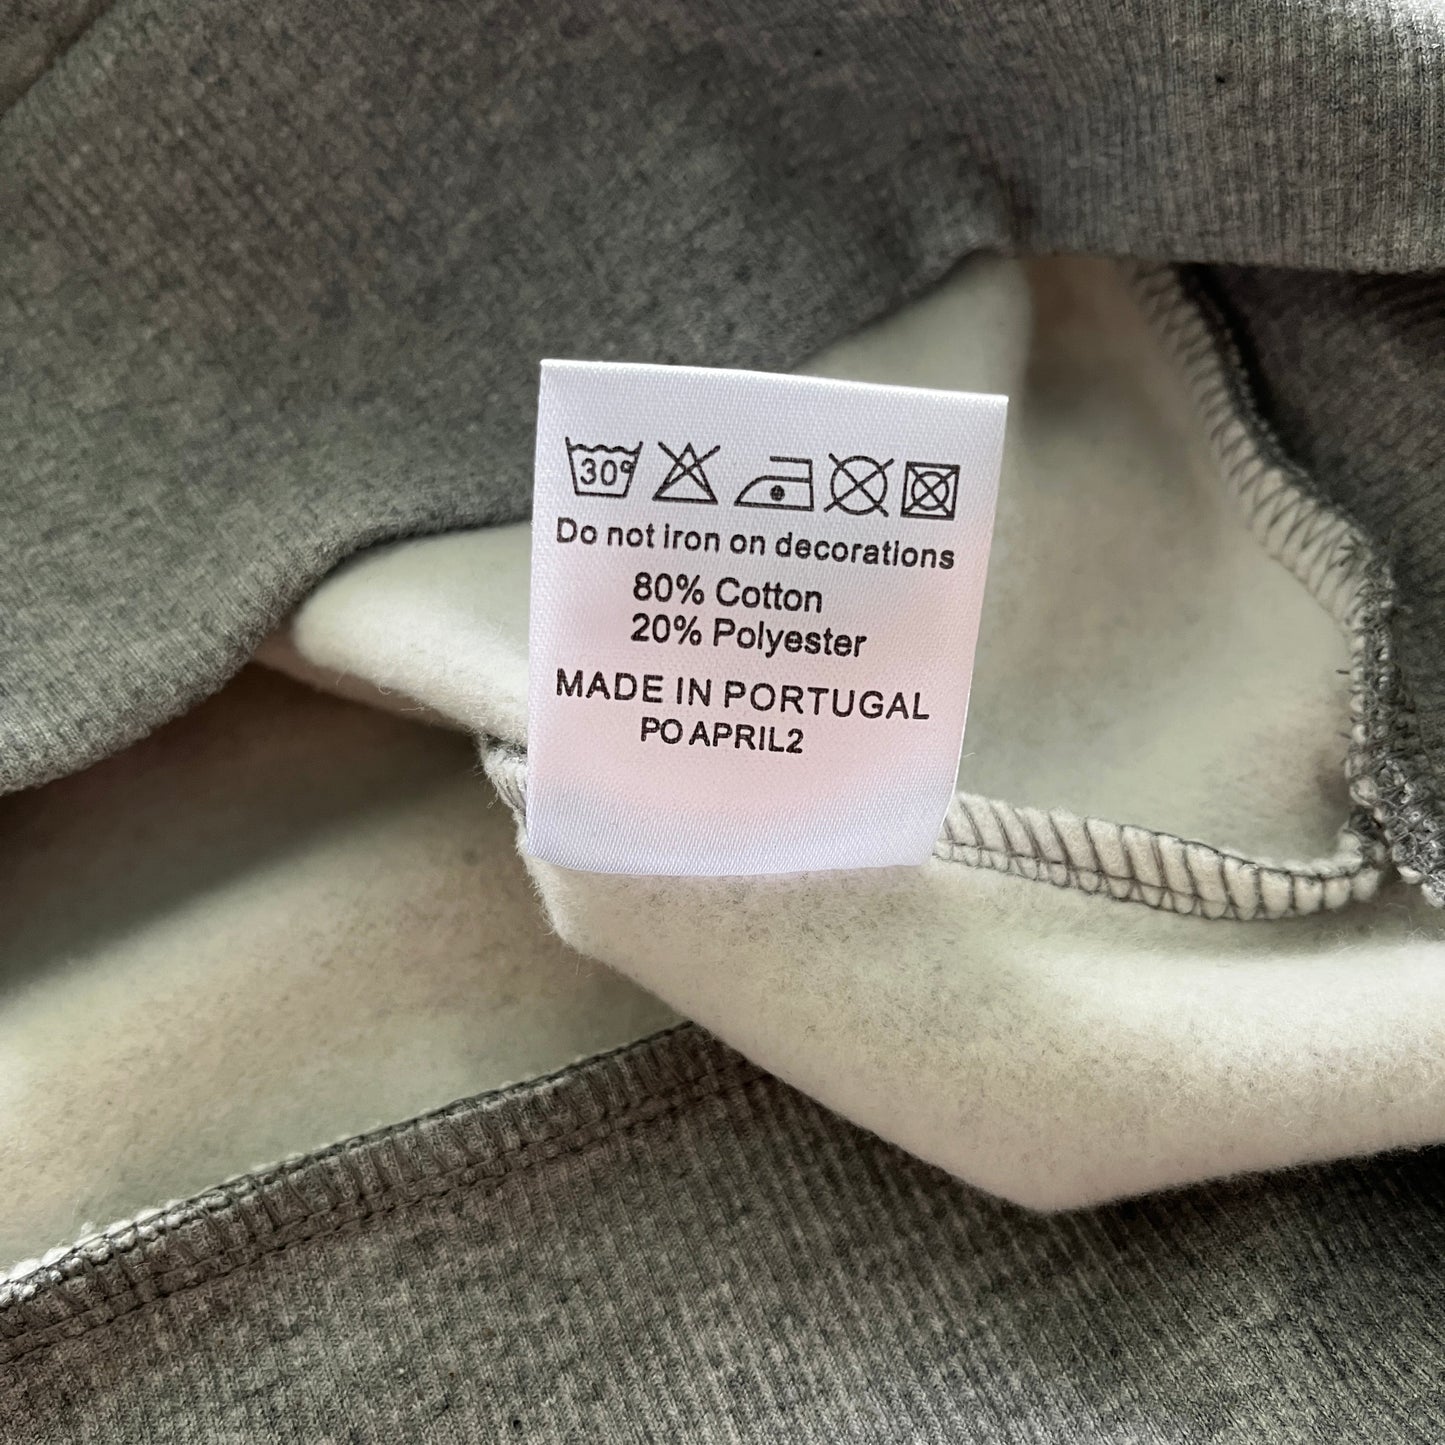 30°
Do not iron on decorations
80% Cotton
20% Polyester
MADE IN PORTUGAL
PO APRIL2